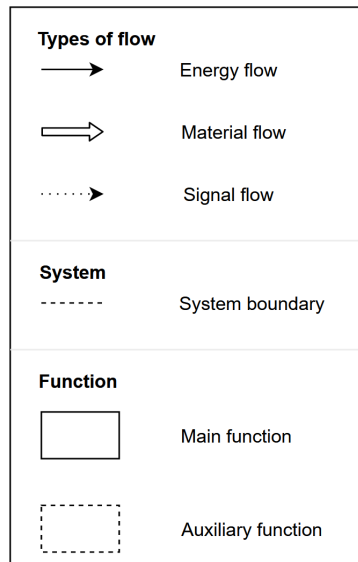 Types of flow
Energy flow
Material flow
Signal flow
System
System boundary
Function
Main function
Auxiliary function